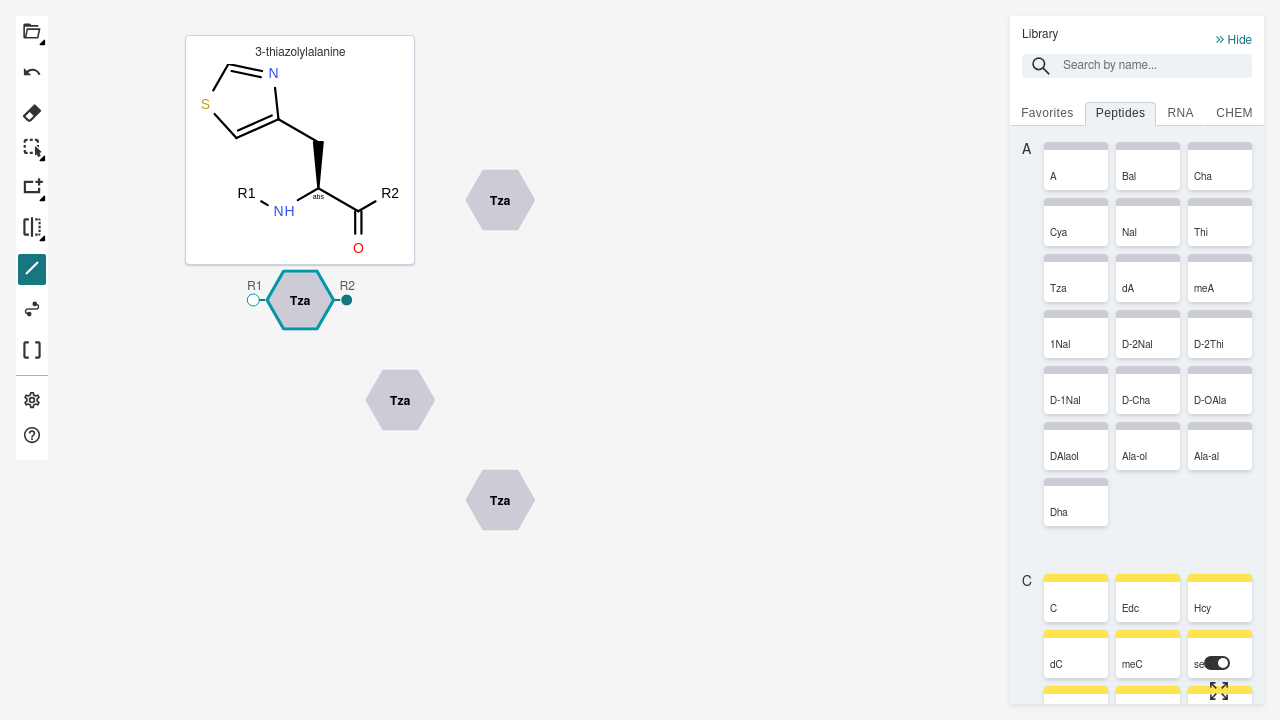 3-thiazolylalanine
N
S
R1
R2
abs
NH
O
Tza
R1
R2
Tza
Tza
Tza
Library
Hide
Search by name...
Favorites
Peptides
RNA
CHEM
A
A
Bal
Cha
Cya
Nal
Thi
Tza
dA
meA
1Nal
D-2Nal
D-2Thi
D-1Nal
D-Cha
D-OAla
DAlaol
Ala-ol
Ala-al
Dha
C
C
Edc
Hcy
dC
meC